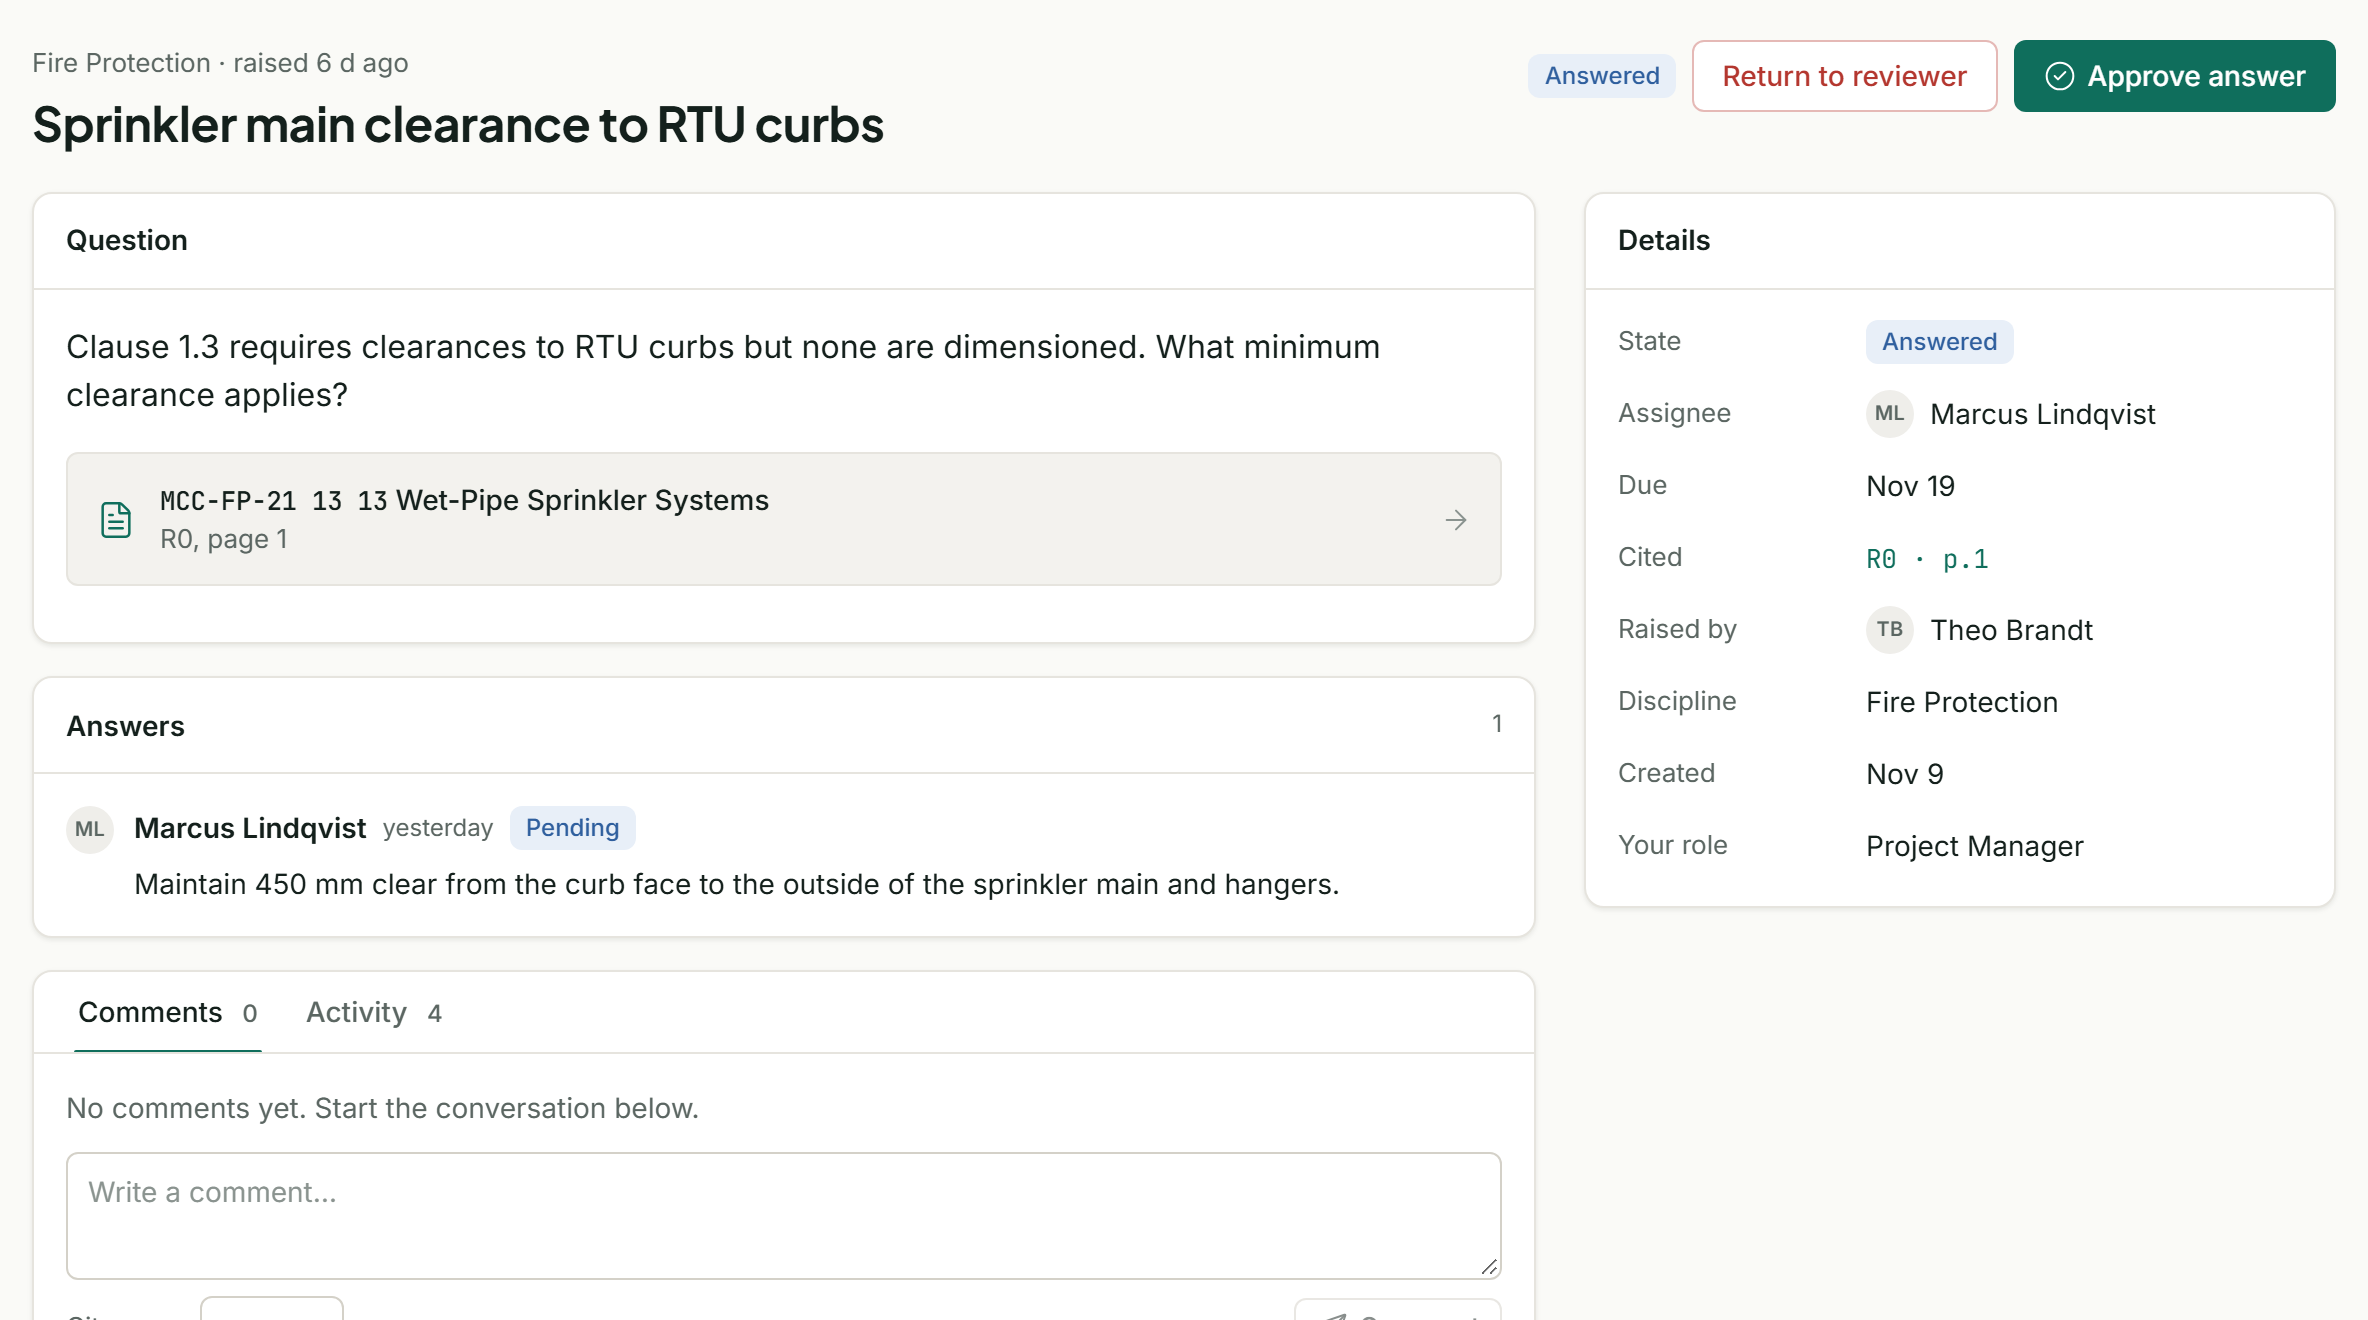 Fire Protection · raised 6 d ago
Sprinkler main clearance to RTU curbs
Answered
Return to reviewer
Approve answer
Question
Clause 1.3 requires clearances to RTU curbs but none are dimensioned. What minimum
clearance applies?
MCC-FP-21 13 13 Wet-Pipe Sprinkler Systems
R0, page 1
Answers 1
ML Marcus Lindqvist yesterday Pending
Maintain 450 mm clear from the curb face to the outside of the sprinkler main and hangers.
Comments 0 Activity 4
No comments yet. Start the conversation below.
Write a comment...
Details
State Answered
Assignee ML Marcus Lindqvist
Due Nov 19
Cited R0 · p.1
Raised by TB Theo Brandt
Discipline Fire Protection
Created Nov 9
Your role Project Manager